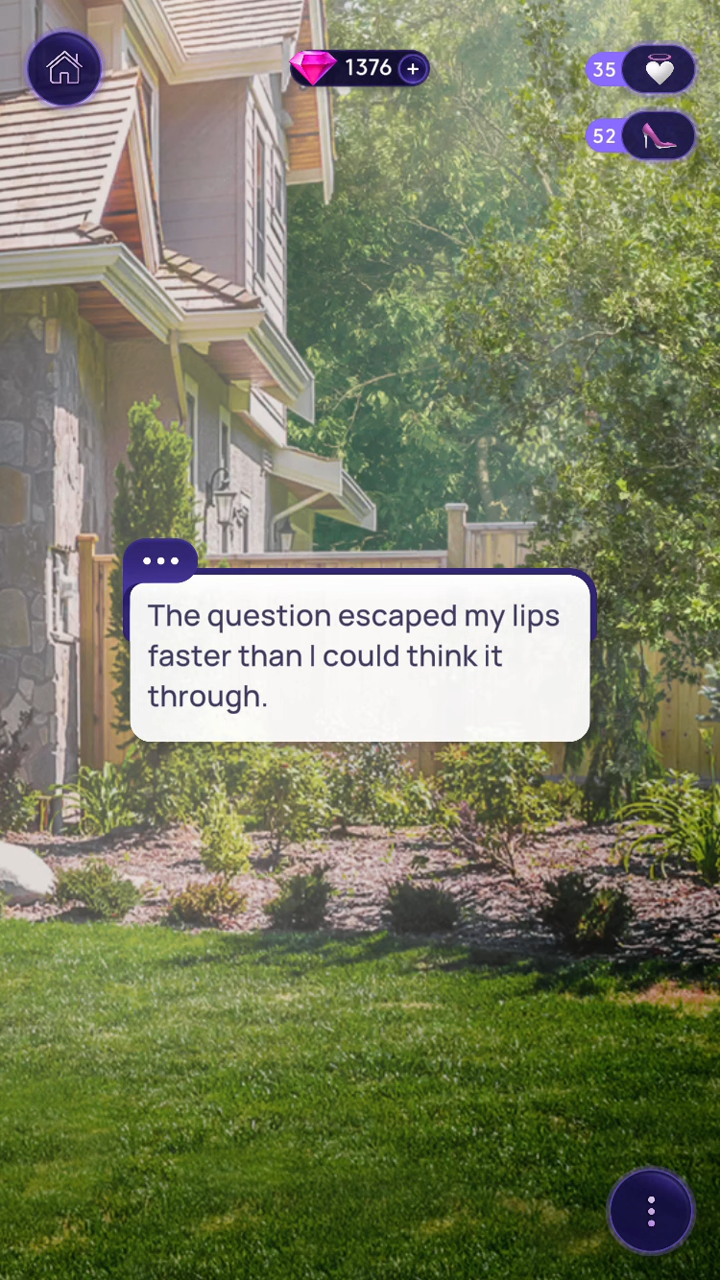 1376 +
35
52
The question escaped my lips
faster than I could think it
through.